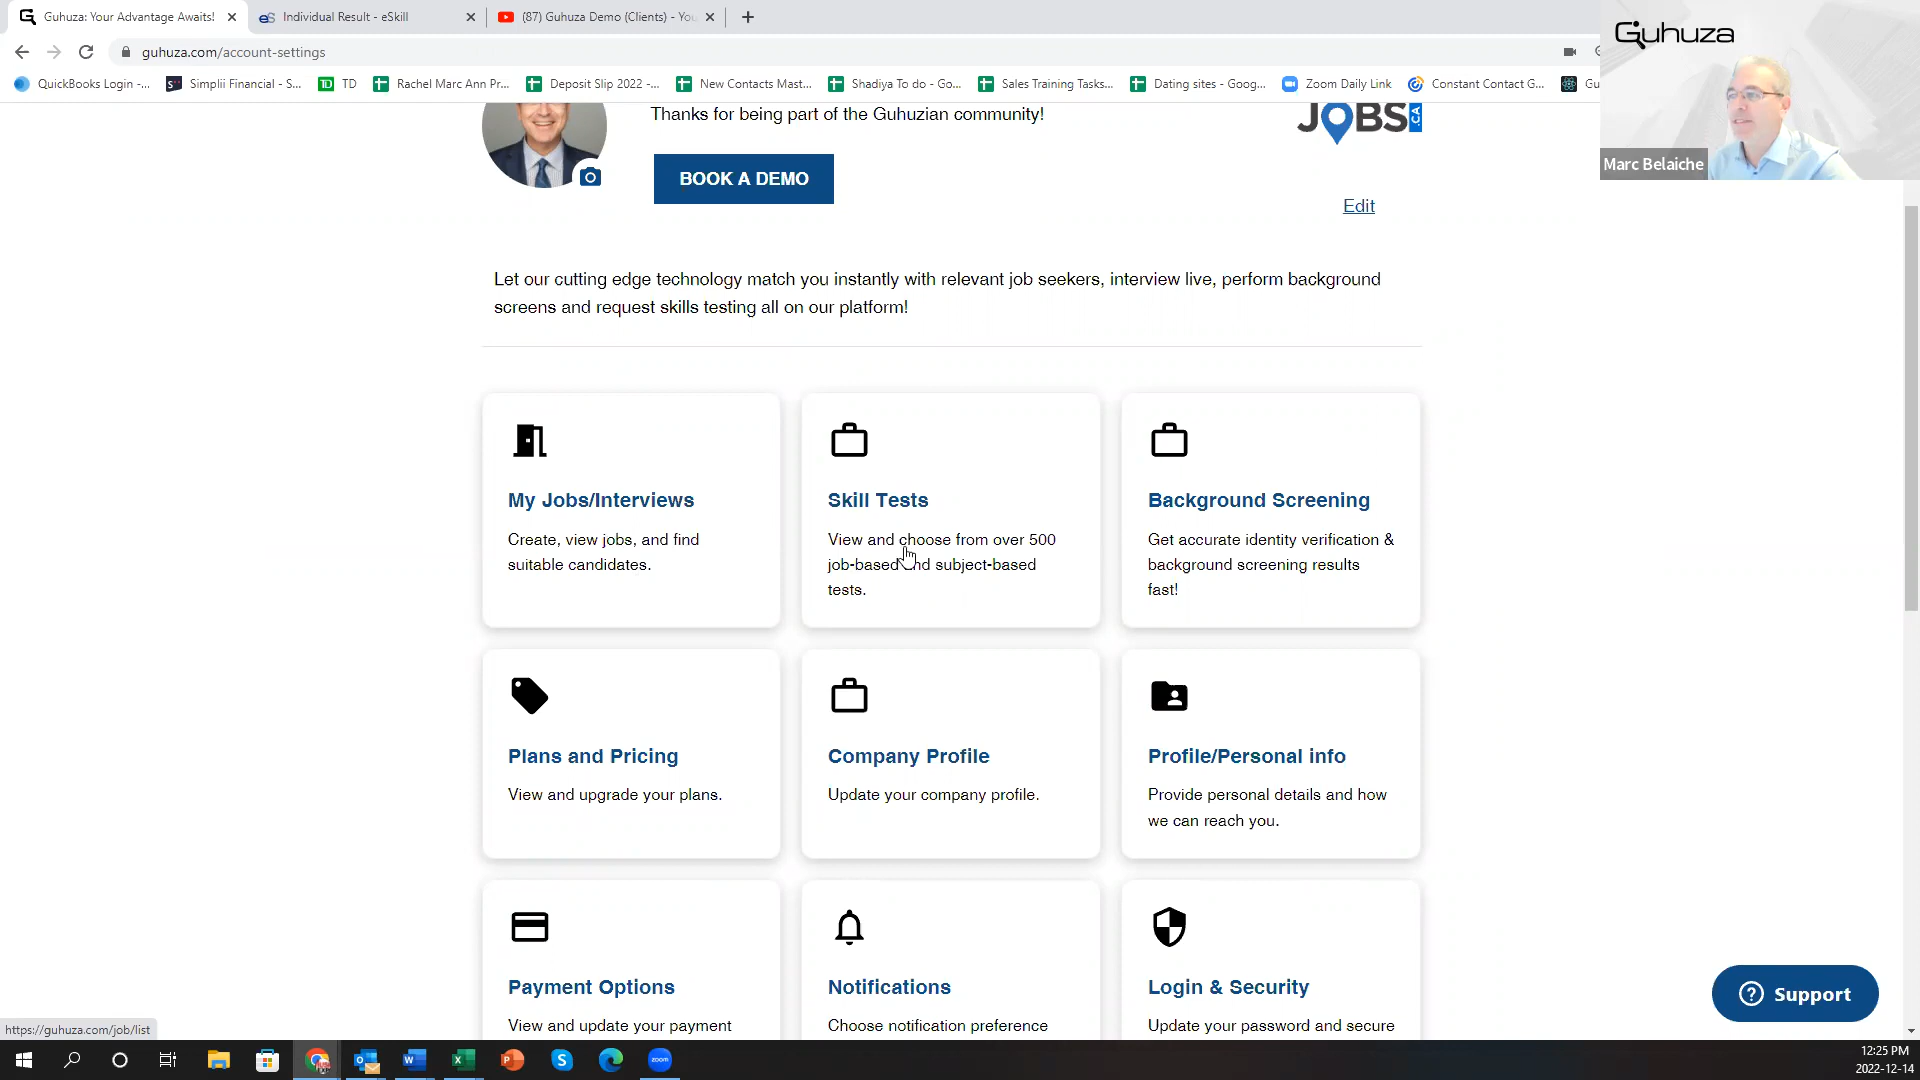 Guhuza: Your Advantage Awaits!
eS Individual Result - eSkill
(87) Guhuza Demo (Clients) - You
guhuza.com/account-settings
QuickBooks Login -...
Simplii Financial - S...
TD TD
Rachel Marc Ann Pr...
Deposit Slip 2022 -...
New Contacts Mast...
Shadiya To do - Go...
Sales Training Tasks...
Dating sites - Goog...
Zoom Daily Link
Constant Contact G...
Gu
Guhuza
Marc Belaiche
Thanks for being part of the Guhuzian community!
JOBS.CA
BOOK A DEMO
Edit
Let our cutting edge technology match you instantly with relevant job seekers, interview live, perform background
screens and request skills testing all on our platform!
My Jobs/Interviews
Create, view jobs, and find
suitable candidates.
Skill Tests
View and choose from over 500
job-based and subject-based
tests.
Background Screening
Get accurate identity verification &
background screening results
fast!
Plans and Pricing
View and upgrade your plans.
Company Profile
Update your company profile.
Profile/Personal info
Provide personal details and how
we can reach you.
Payment Options
View and update your payment
Notifications
Choose notification preference
Login & Security
Update your password and secure
Support
https://guhuza.com/job/list
zoom
12:25 PM
2022-12-14